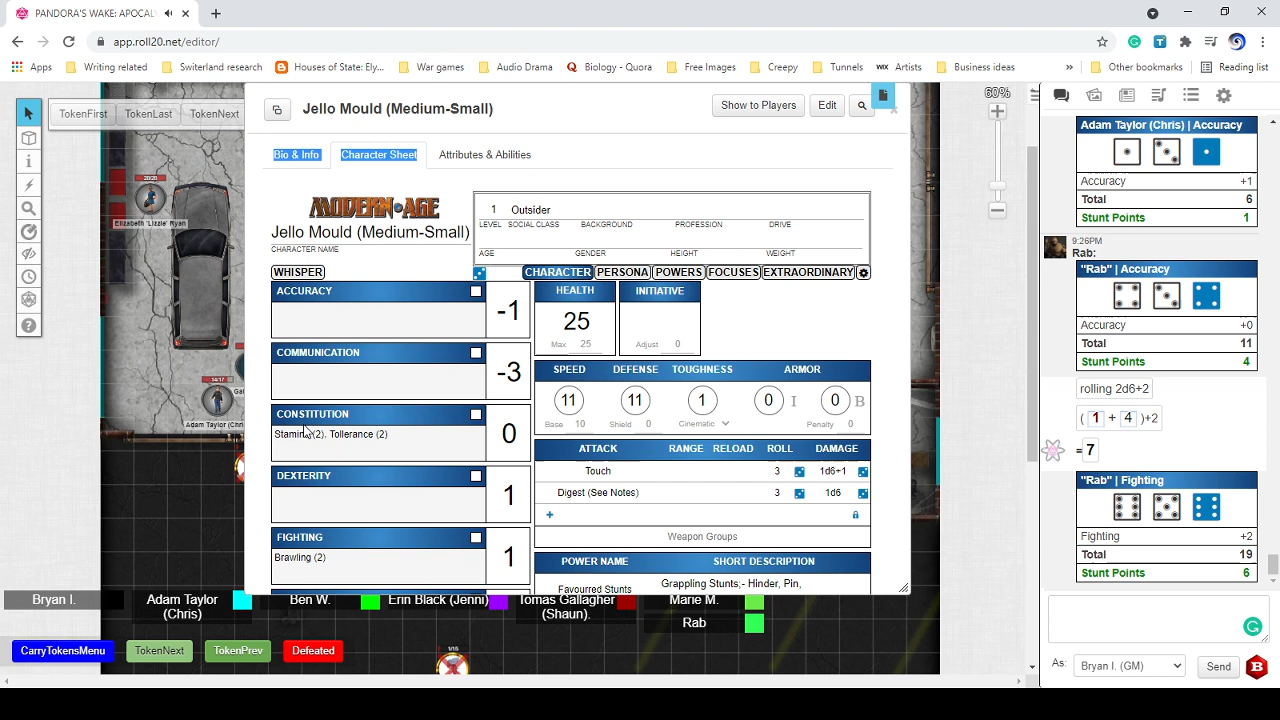 PANDORA'S WAKE: APOCAL
app.roll20.net/editor/
Apps Writing related Switerland research Houses of State: Ely... War games Audio Drama Biology - Quora Free Images Creepy Tunnels WIX Artists Business ideas » Other bookmarks Reading list
TokenFirst TokenLast TokenNext
Jello Mould (Medium-Small)
Show to Players Edit
60%
Bio & Info Character Sheet Attributes & Abilities
MODERN AGE
Jello Mould (Medium-Small)
CHARACTER NAME
1 Outsider
LEVEL SOCIAL CLASS BACKGROUND PROFESSION DRIVE
AGE GENDER HEIGHT WEIGHT
WHISPER
CHARACTER PERSONA POWERS FOCUSES EXTRAORDINARY
ACCURACY
-1
COMMUNICATION
-3
CONSTITUTION
Stamina (2), Tollerance (2)
0
DEXTERITY
1
FIGHTING
Brawling (2)
1
HEALTH INITIATIVE
25
Max 25 Adjust 0
SPEED DEFENSE TOUGHNESS ARMOR
11 11 1 0 I 0 B
Base 10 Shield 0 Cinematic Penalty 0
ATTACK RANGE RELOAD ROLL DAMAGE
Touch 3 1d6+1
Digest (See Notes) 3 1d6
+
Weapon Groups
POWER NAME SHORT DESCRIPTION
Favoured Stunts Grappling Stunts;- Hinder, Pin,
20/20
Elizabeth 'Lizzie' Ryan
14/17
Adam Taylor (Chri
1/15
Bryan I.
Adam Taylor
(Chris)
Ben W.
Erin Black (Jenni)
Tomas Gallagher
(Shaun).
Marie M.
Rab
CarryTokensMenu TokenNext TokenPrev Defeated
Adam Taylor (Chris) | Accuracy
Accuracy +1
Total 6
Stunt Points 1
9:26PM
Rab:
"Rab" | Accuracy
Accuracy +0
Total 11
Stunt Points 4
rolling 2d6+2
( 1 + 4 )+2
=7
"Rab" | Fighting
Fighting +2
Total 19
Stunt Points 6
As: Bryan I. (GM) Send